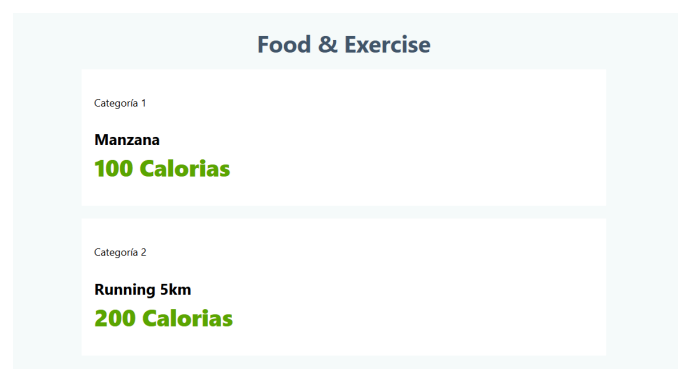 Food & Exercise
Categoría 1
Manzana
100 Calorias
Categoría 2
Running 5km
200 Calorias